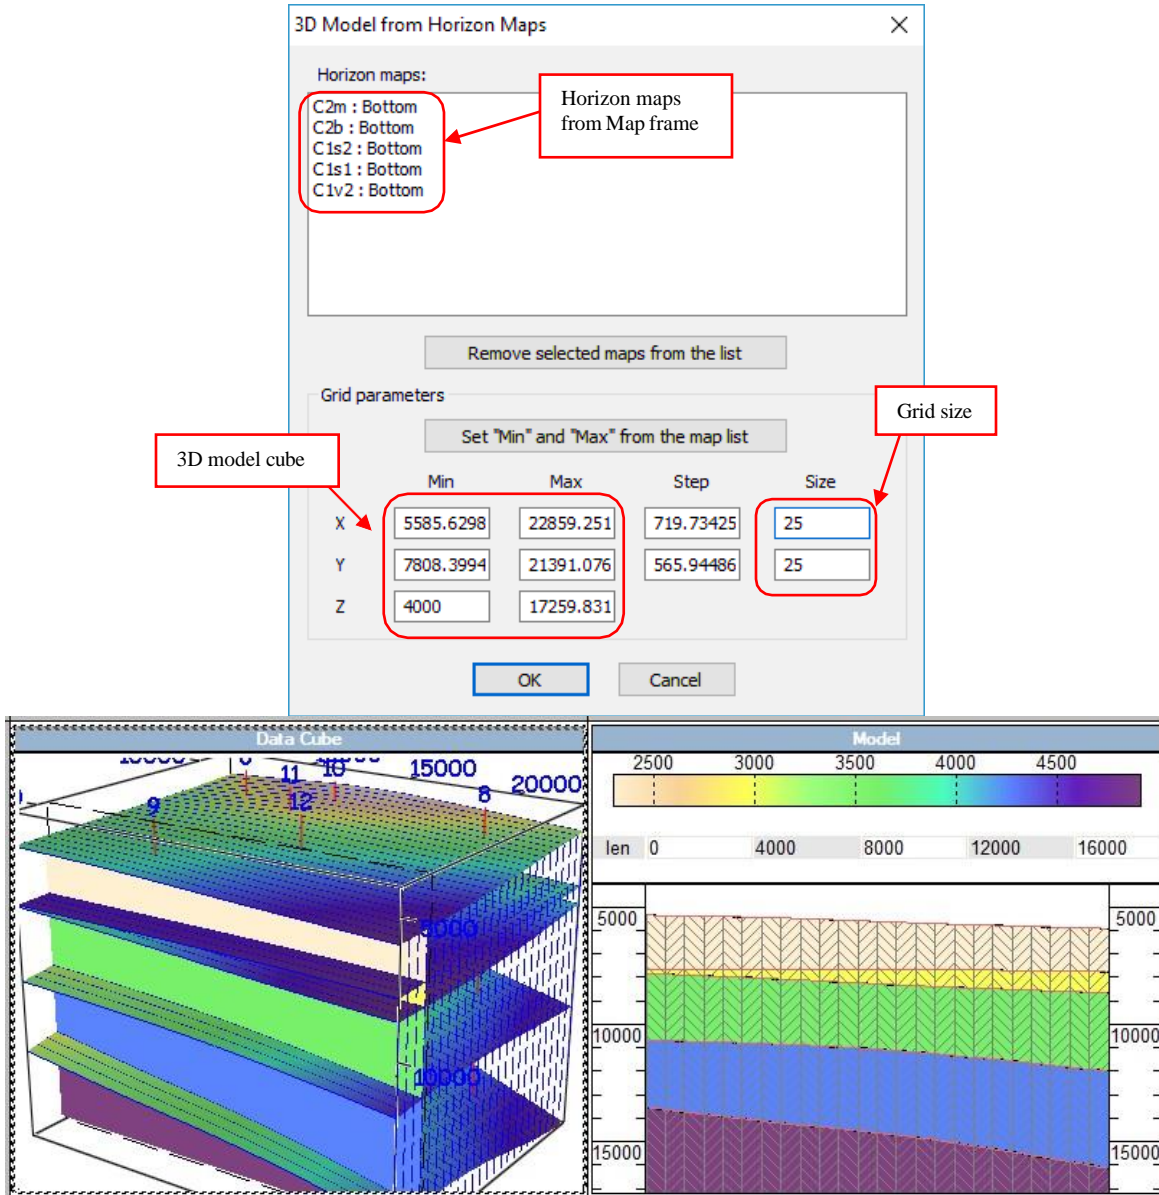 3D Model from Horizon Maps
Horizon maps:
C2m : Bottom
C2b : Bottom
C1s2 : Bottom
C1s1 : Bottom
C1v2 : Bottom
Horizon maps
from Map frame
Remove selected maps from the list
Grid parameters
Grid size
Set "Min" and "Max" from the map list
3D model cube
Min Max Step Size
X 5585.6298 22859.251 719.73425 25
Y 7808.3994 21391.076 565.94486 25
Z 4000 17259.831
OK Cancel
Data Cube
11 10 15000 20000
9 12 8
5000
10000
Model
2500 3000 3500 4000 4500
len 0 4000 8000 12000 16000
5000 5000
10000 10000
15000 15000